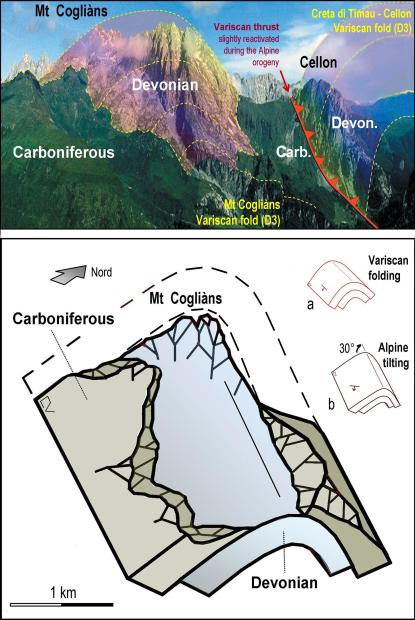 Mt Cogliàns
Variscan thrust
slightly reactivated
during the Alpine
orogeny
Creta di Timau - Cellon
Variscan fold (D3)
Cellon
Devonian
Devon.
Carboniferous
Carb.
Mt Cogliàns
Variscan fold (D3)
Nord
Variscan
folding
a
Mt Cogliàns
Carboniferous
30°
Alpine
tilting
b
Devonian
1 km